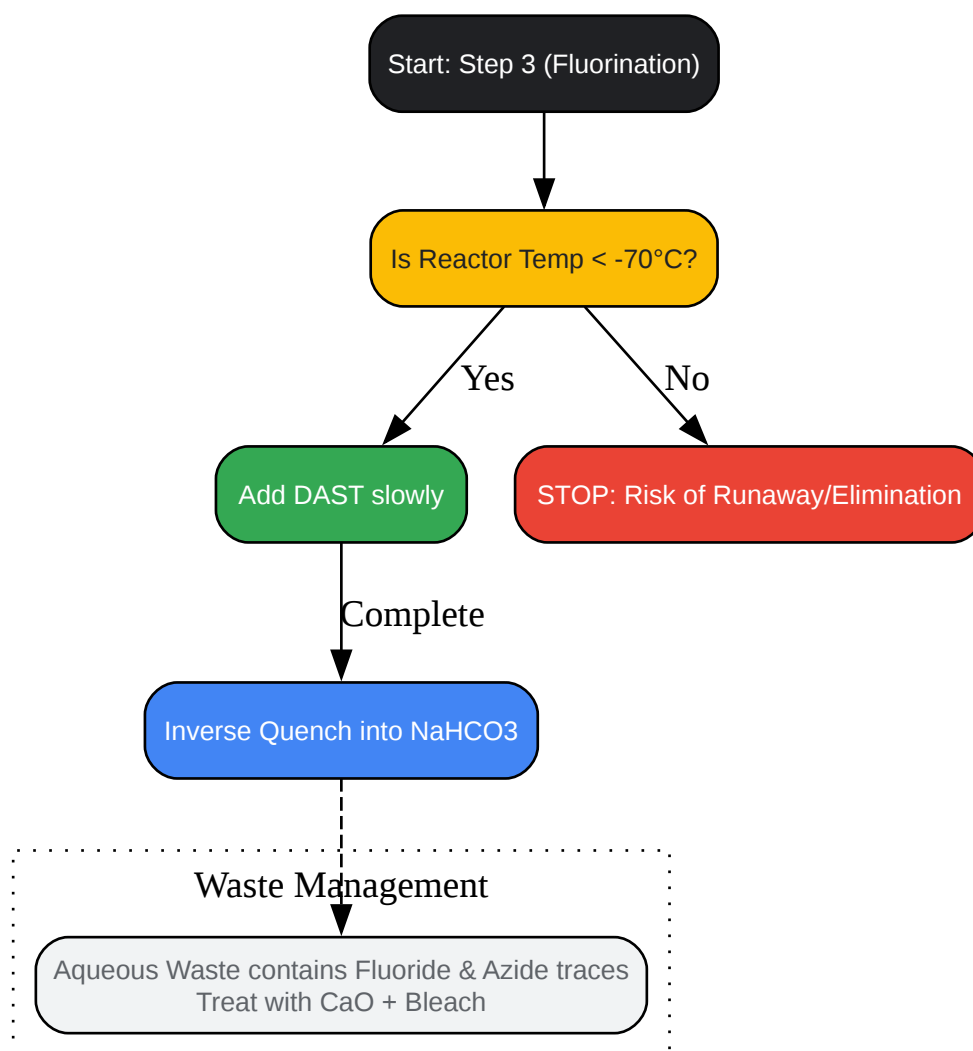 Start: Step 3 (Fluorination)
Is Reactor Temp < -70°C?
Yes
No
Add DAST slowly
STOP: Risk of Runaway/Elimination
Complete
Inverse Quench into NaHCO3
Waste Management
Aqueous Waste contains Fluoride & Azide traces
Treat with CaO + Bleach